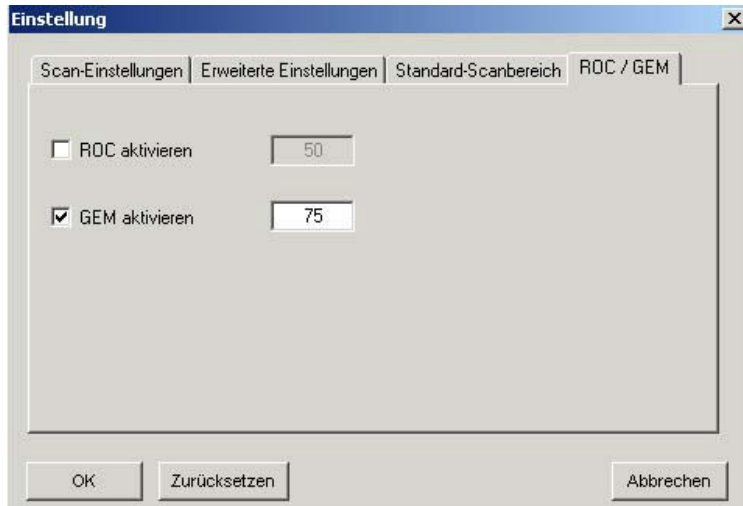 Einstellung
Scan-Einstellungen Erweiterte Einstellungen Standard-Scanbereich ROC / GEM
ROC aktivieren 50
GEM aktivieren 75
OK Zurücksetzen Abbrechen